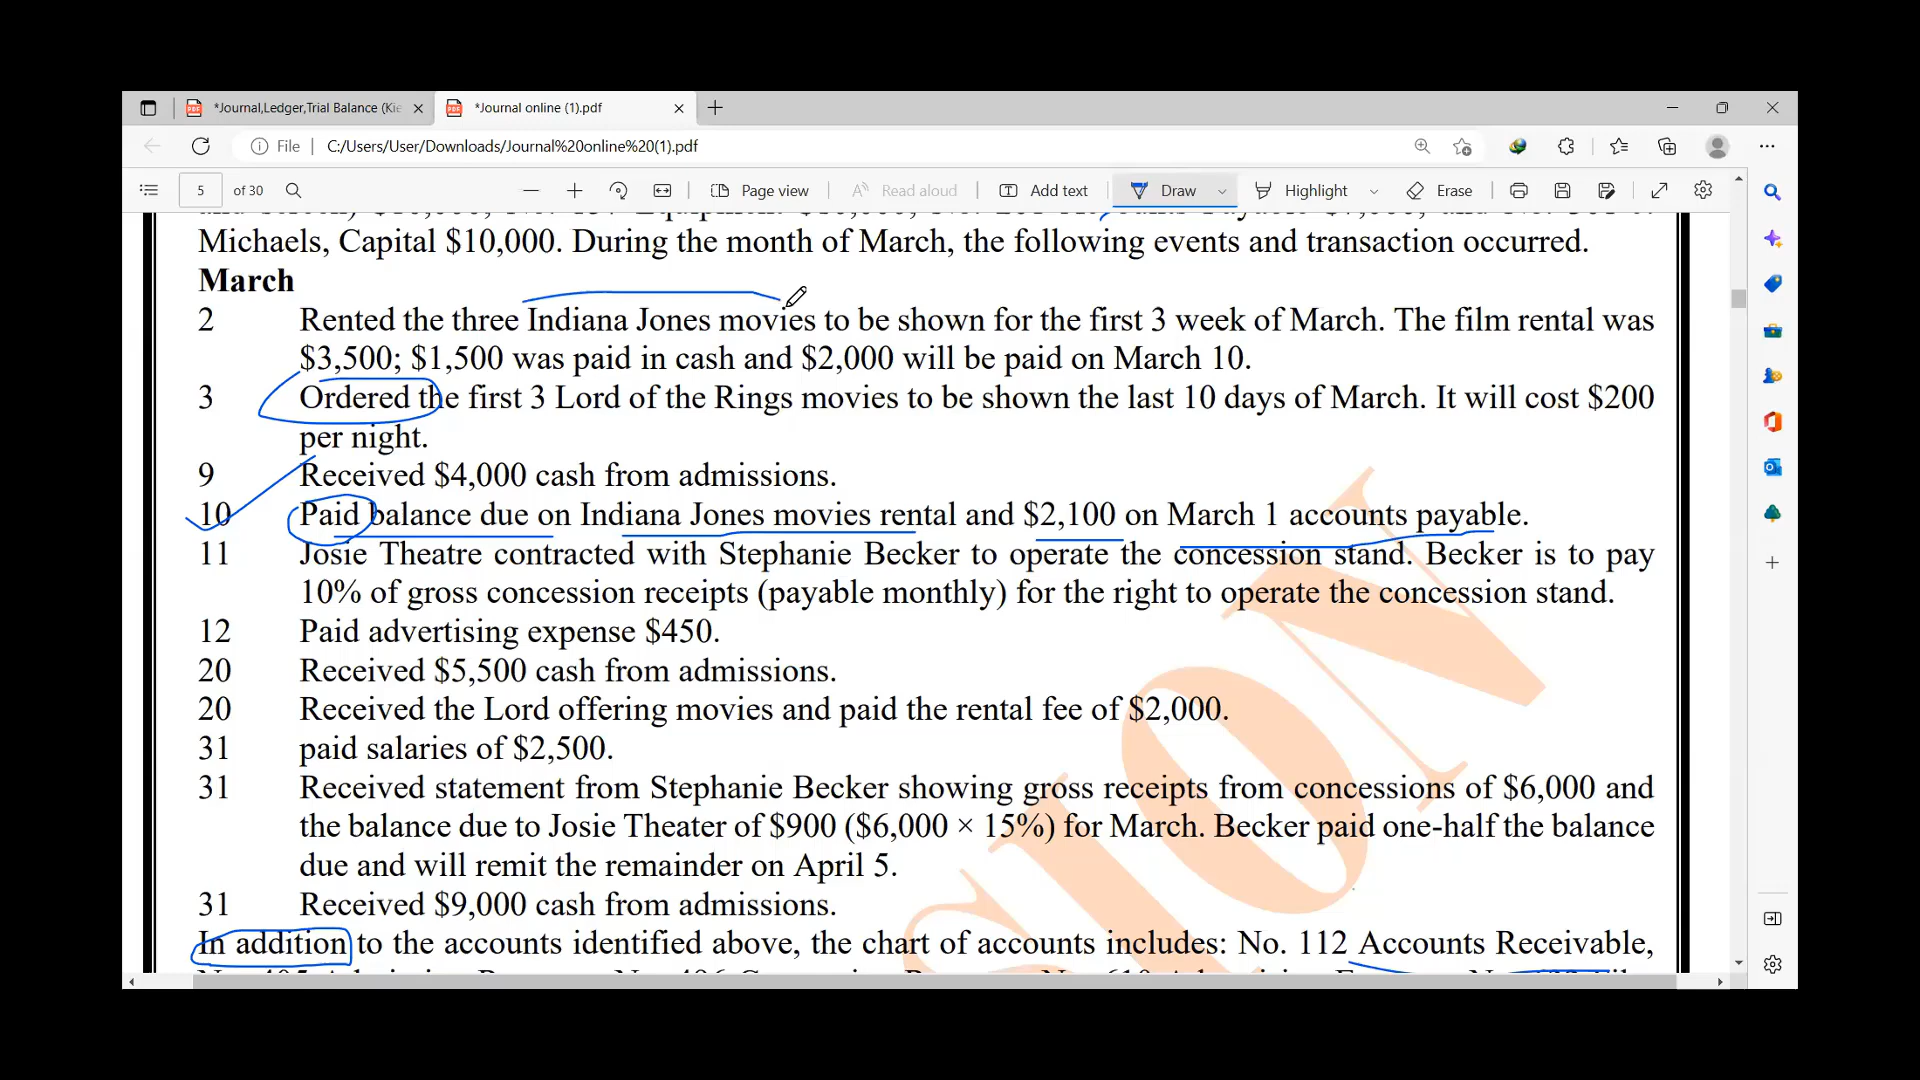 *Journal,Ledger,Trial Balance (Kie
*Journal online (1).pdf
File C:/Users/User/Downloads/Journal%20online%20(1).pdf
5 of 30 Page view Read aloud Add text Draw Highlight Erase
Michaels, Capital $10,000. During the month of March, the following events and transaction occurred.
March
2 Rented the three Indiana Jones movies to be shown for the first 3 week of March. The film rental was
$3,500; $1,500 was paid in cash and $2,000 will be paid on March 10.
3 Ordered the first 3 Lord of the Rings movies to be shown the last 10 days of March. It will cost $200
per night.
9 Received $4,000 cash from admissions.
10 Paid balance due on Indiana Jones movies rental and $2,100 on March 1 accounts payable.
11 Josie Theatre contracted with Stephanie Becker to operate the concession stand. Becker is to pay
10% of gross concession receipts (payable monthly) for the right to operate the concession stand.
12 Paid advertising expense $450.
20 Received $5,500 cash from admissions.
20 Received the Lord offering movies and paid the rental fee of $2,000.
31 paid salaries of $2,500.
31 Received statement from Stephanie Becker showing gross receipts from concessions of $6,000 and
the balance due to Josie Theater of $900 ($6,000 × 15%) for March. Becker paid one-half the balance
due and will remit the remainder on April 5.
31 Received $9,000 cash from admissions.
In addition to the accounts identified above, the chart of accounts includes: No. 112 Accounts Receivable,
SION